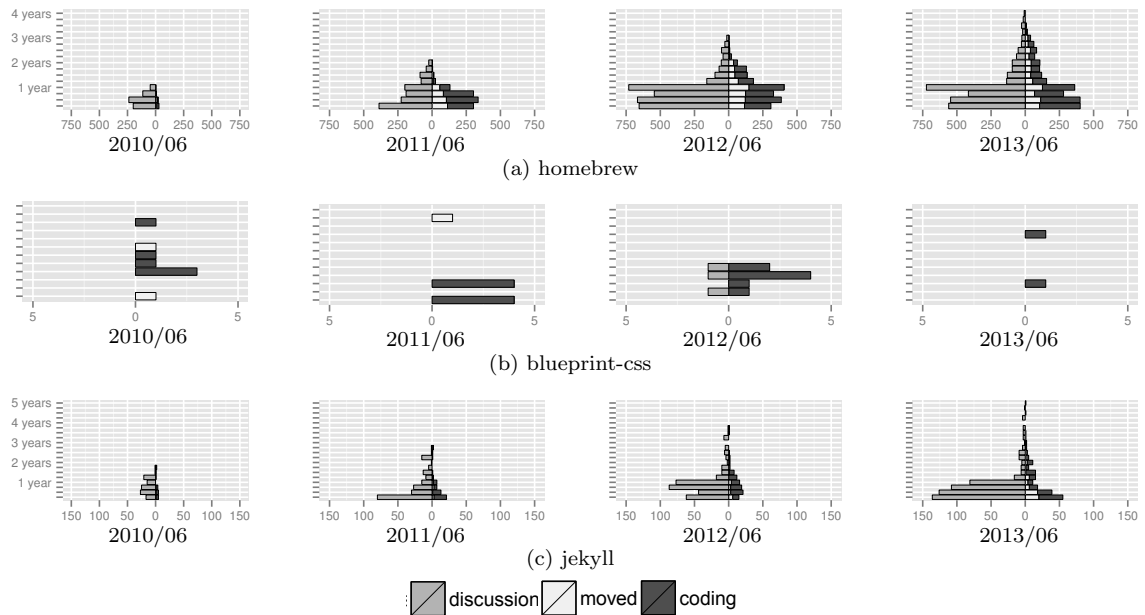 4 years
3 years
2 years
1 year
750 500 250 0 250 500 750
750 500 250 0 250 500 750
750 500 250 0 250 500 750
750 500 250 0 250 500 750
2010/06
2011/06
2012/06
2013/06
(a) homebrew
5 0 5
5 0 5
5 0 5
5 0 5
2010/06
2011/06
2012/06
2013/06
(b) blueprint-css
5 years
4 years
3 years
2 years
1 year
150 100 50 0 50 100 150
150 100 50 0 50 100 150
150 100 50 0 50 100 150
150 100 50 0 50 100 150
2010/06
2011/06
2012/06
2013/06
(c) jekyll
discussion moved coding